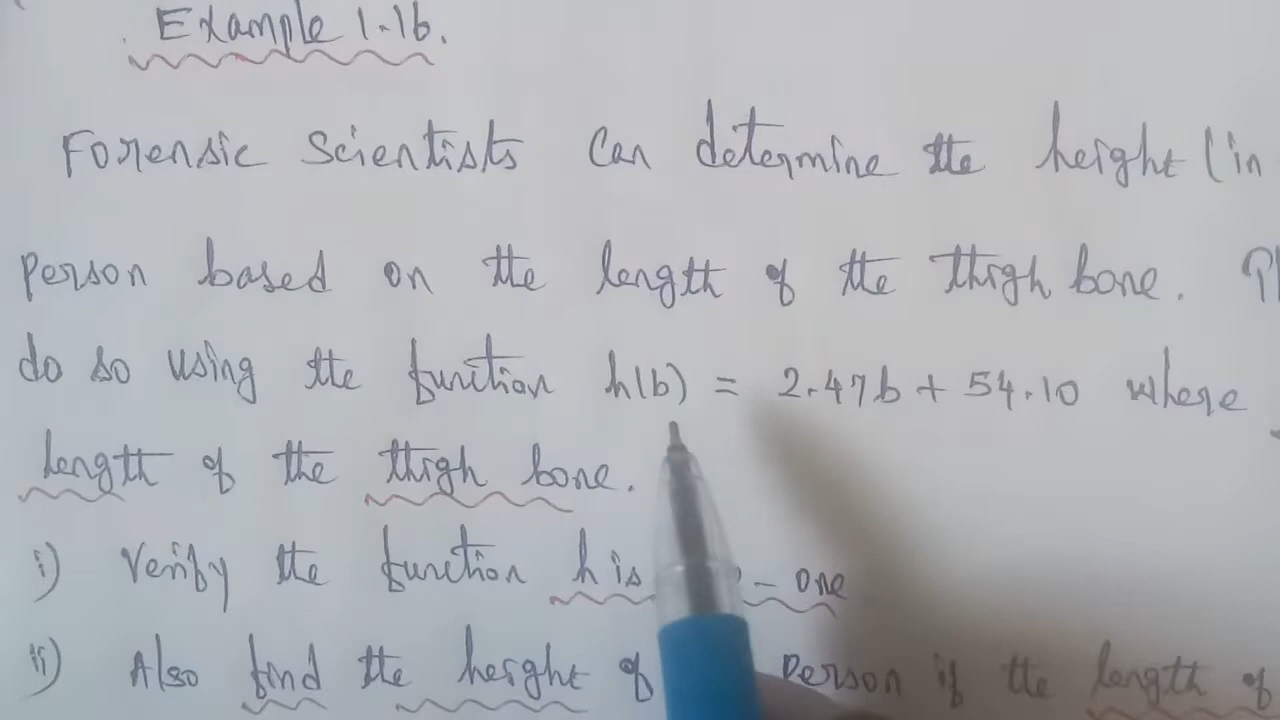 Example 1.16.
Forensic Scientists Can determine the height (in
Person based on the length of the thigh bone.
do so using the function h(b) = 2.47b + 54.10 where
length of the thigh bone.
i) Verify the function h is - one
ii) Also find the height of Person if the length of